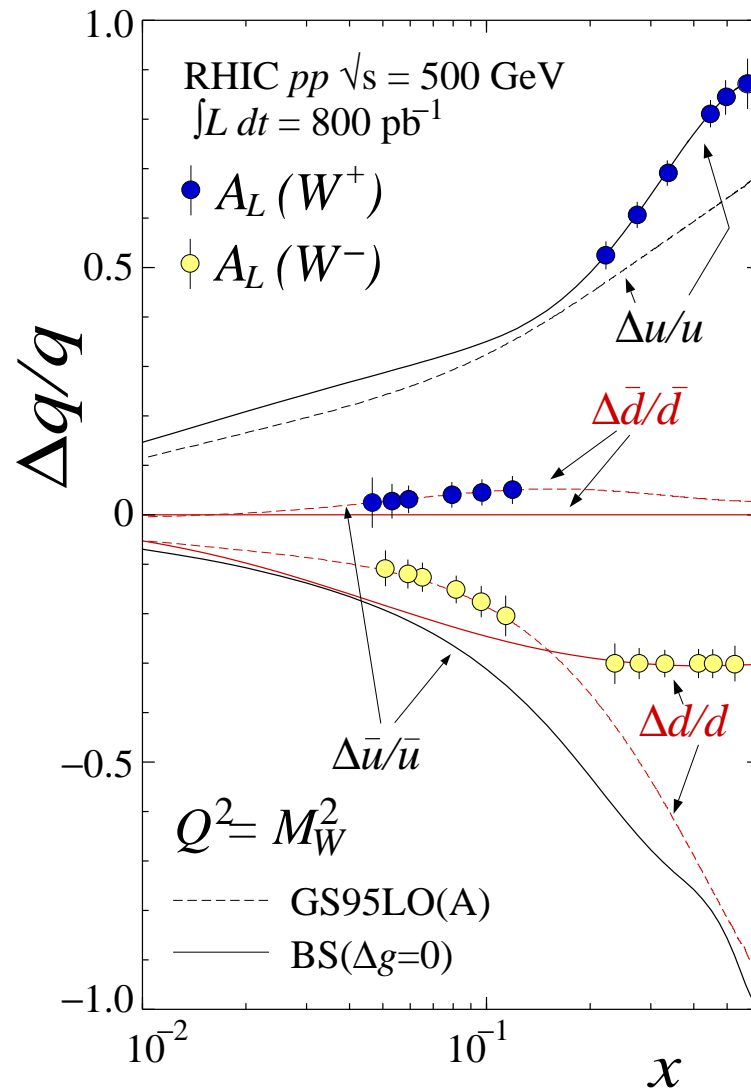 1.0
RHIC pp √s = 500 GeV
∫L dt = 800 pb⁻¹
A_L (W⁺)
A_L (W⁻)
0.5
Δu/u
Δq/q
Δd̄/d̄
0
Δd/d
Δū/ū
−0.5
Q² = M_W²
GS95LO(A)
BS(Δg=0)
−1.0
10⁻²
10⁻¹
x